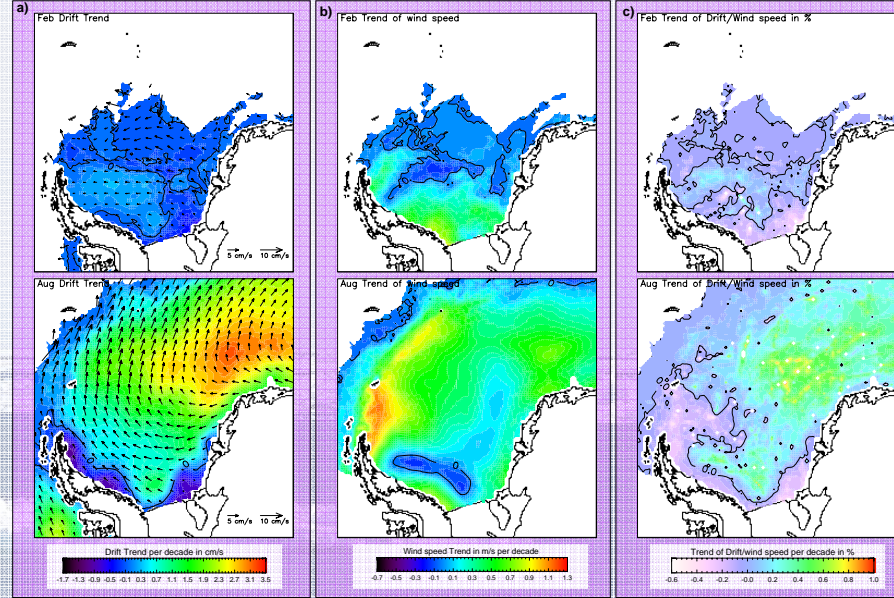 a)
b)
c)
Feb Drift Trend
Feb Trend of wind speed
Feb Trend of Drift/Wind speed in %
5 cm/s 10 cm/s
Aug Drift Trend
Aug Trend of wind speed
Aug Trend of Drift/Wind speed in %
0.0
0.0
5 cm/s 10 cm/s
Drift Trend per decade in cm/s
-1.7 -1.3 -0.9 -0.5 -0.1 0.3 0.7 1.1 1.5 1.9 2.3 2.7 3.1 3.5
Wind speed Trend in m/s per decade
-0.7 -0.5 -0.3 -0.1 0.1 0.3 0.5 0.7 0.9 1.1 1.3
Trend of Drift/wind speed per decade in %
-0.6 -0.4 -0.2 0.0 0.2 0.4 0.6 0.8 1.0